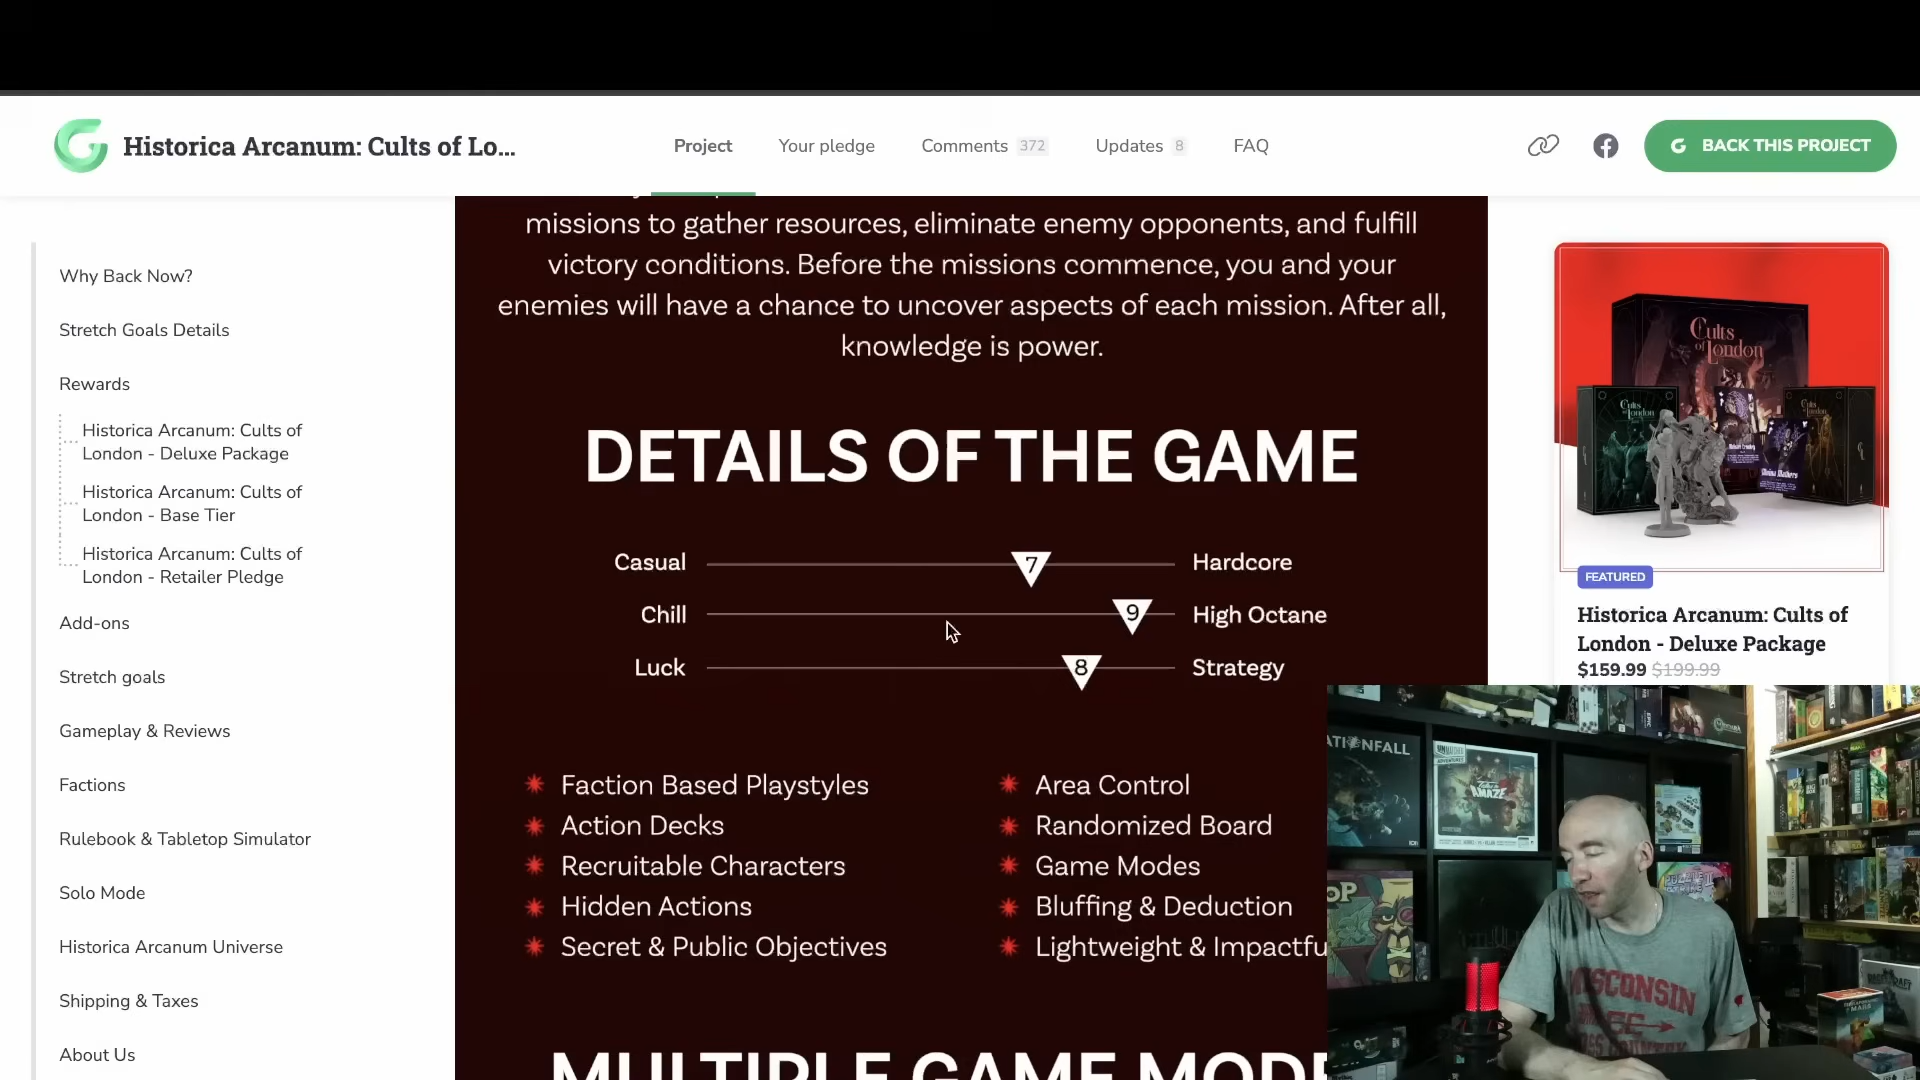 Historica Arcanum: Cults of Lo...
Project
Your pledge
Comments 372
Updates 8
FAQ
BACK THIS PROJECT
Why Back Now?
Stretch Goals Details
Rewards
Historica Arcanum: Cults of
London - Deluxe Package
Historica Arcanum: Cults of
London - Base Tier
Historica Arcanum: Cults of
London - Retailer Pledge
Add-ons
Stretch goals
Gameplay & Reviews
Factions
Rulebook & Tabletop Simulator
Solo Mode
Historica Arcanum Universe
Shipping & Taxes
About Us
missions to gather resources, eliminate enemy opponents, and fulfill
victory conditions. Before the missions commence, you and your
enemies will have a chance to uncover aspects of each mission. After all,
knowledge is power.
DETAILS OF THE GAME
Casual 7 Hardcore
Chill 9 High Octane
Luck 8 Strategy
Faction Based Playstyles
Action Decks
Recruitable Characters
Hidden Actions
Secret & Public Objectives
Area Control
Randomized Board
Game Modes
Bluffing & Deduction
Lightweight & Impactfu
MULTIPLE GAME MODE
Cults
of London
FEATURED
Historica Arcanum: Cults of
London - Deluxe Package
$159.99 $199.99
ATIONFALL
WISCONSIN